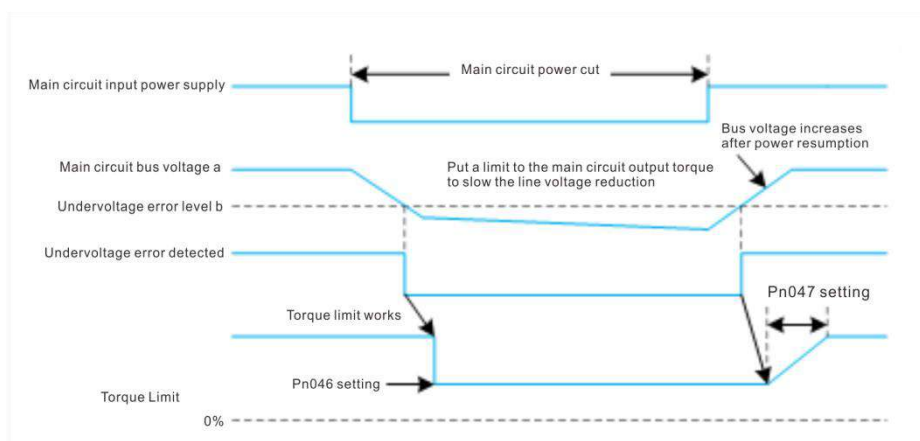 Main circuit power cut
Main circuit input power supply
Bus voltage increases
after power resumption
Main circuit bus voltage a
Put a limit to the main circuit output torque
to slow the line voltage reduction
Undervoltage error level b
Undervoltage error detected
Pn047 setting
Torque limit works
Pn046 setting
Torque Limit
0%